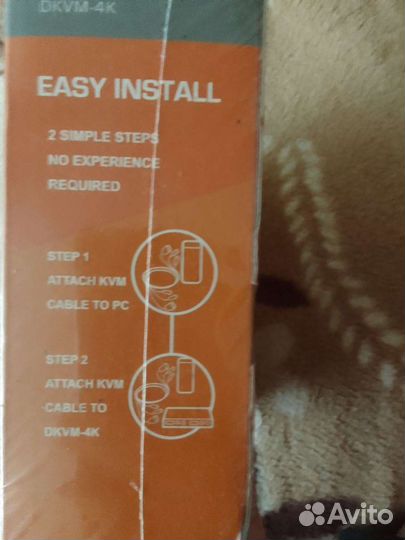 DKVM-4K
EASY INSTALL
2 SIMPLE STEPS
NO EXPERIENCE
REQUIRED
STEP 1
ATTACH KVM
CABLE TO PC
STEP 2
ATTACH KVM
CABLE TO
DKVM-4K
Avito